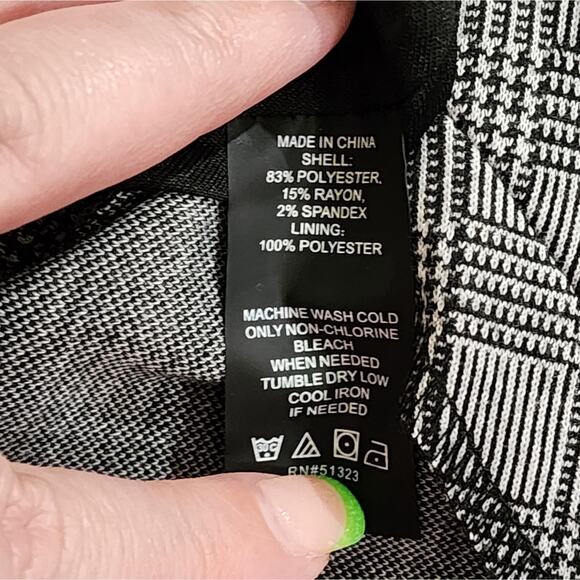 MADE IN CHINA
SHELL:
83% POLYESTER,
15% RAYON,
2% SPANDEX
LINING:
100% POLYESTER
MACHINE WASH COLD
ONLY NON-CHLORINE
BLEACH
WHEN NEEDED
TUMBLE DRY LOW
COOL IRON
IF NEEDED
RN#51323